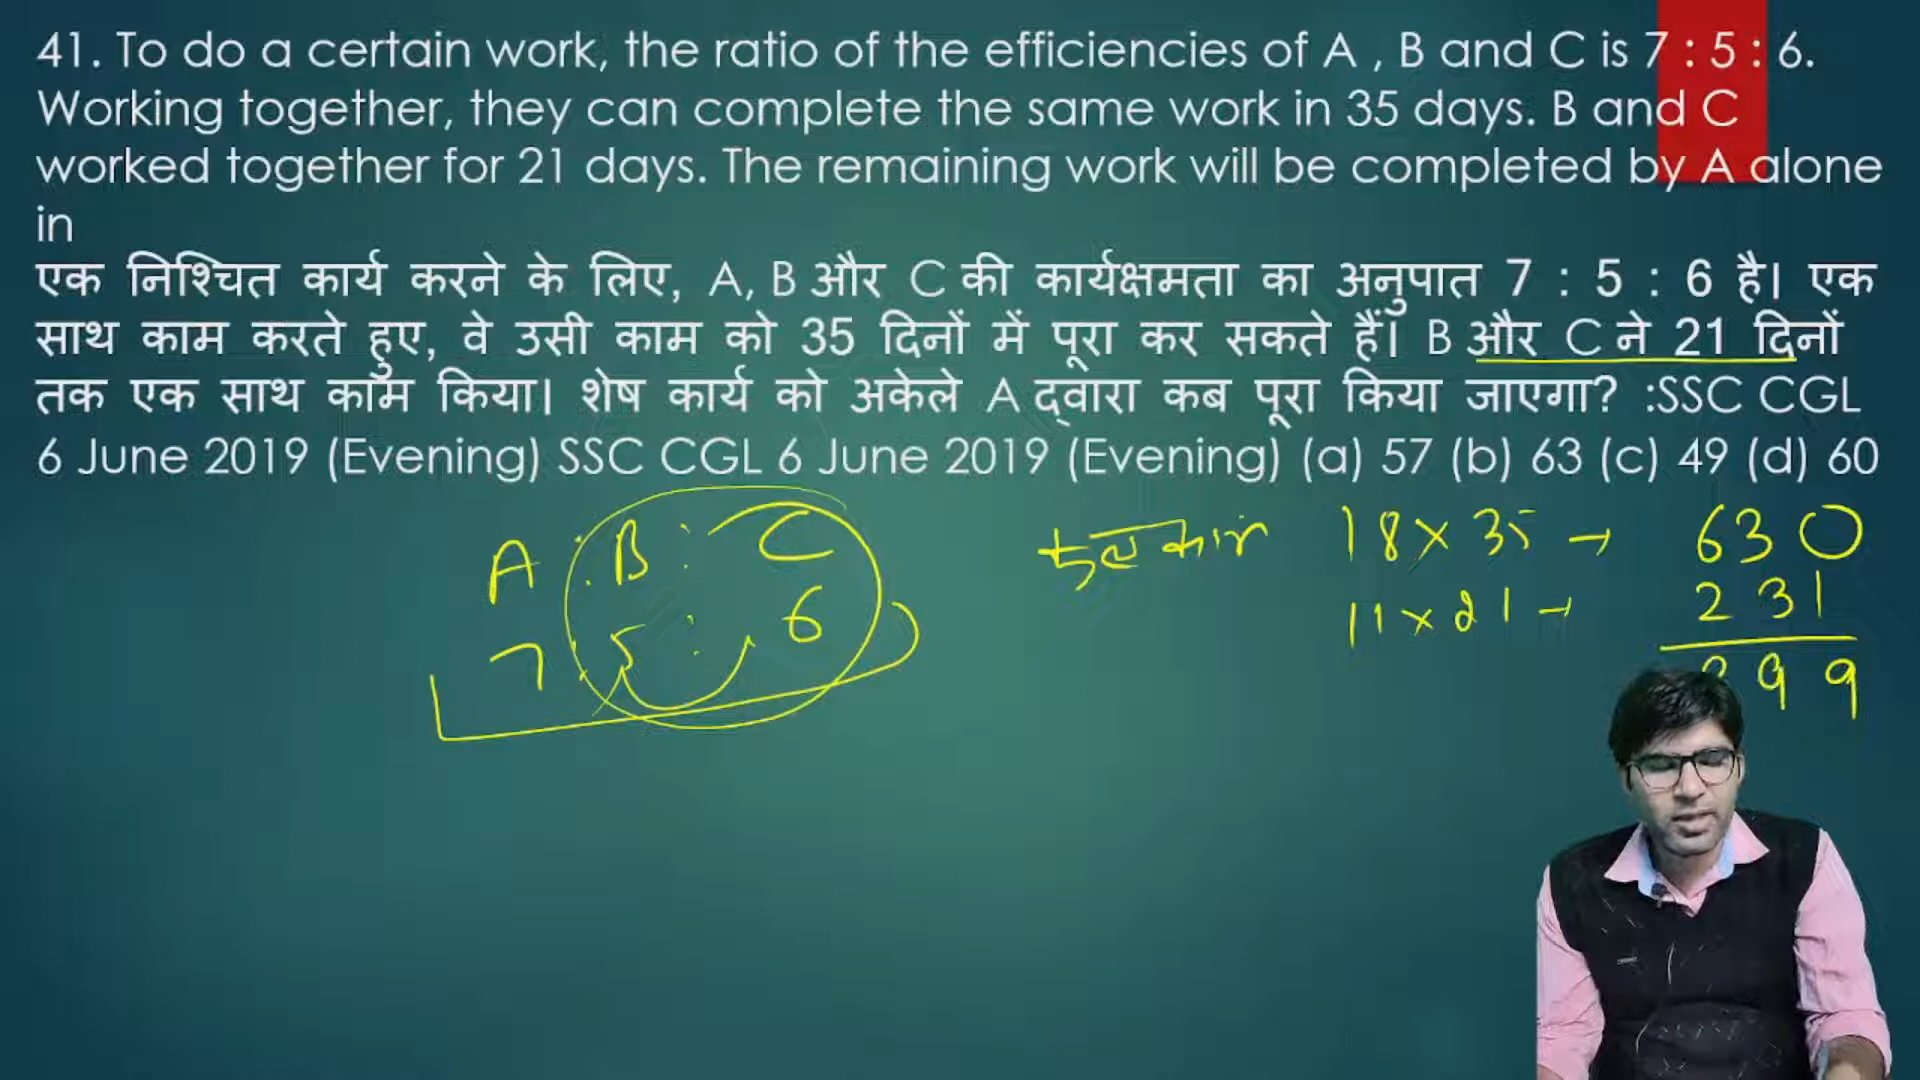 41. To do a certain work, the ratio of the efficiencies of A , B and C is 7 : 5 : 6.
Working together, they can complete the same work in 35 days. B and C
worked together for 21 days. The remaining work will be completed by A alone
in
एक निश्चित कार्य करने के लिए, A, B और C की कार्यक्षमता का अनुपात 7 : 5 : 6 है। एक
साथ काम करते हुए, वे उसी काम को 35 दिनों में पूरा कर सकते हैं। B और C ने 21 दिनों
तक एक साथ काम किया। शेष कार्य को अकेले A द्वारा कब पूरा किया जाएगा? :SSC CGL
6 June 2019 (Evening) SSC CGL 6 June 2019 (Evening) (a) 57 (b) 63 (c) 49 (d) 60
A : B : C
7 : 5 : 6
18 × 35 → 630
11 × 21 → 231
99